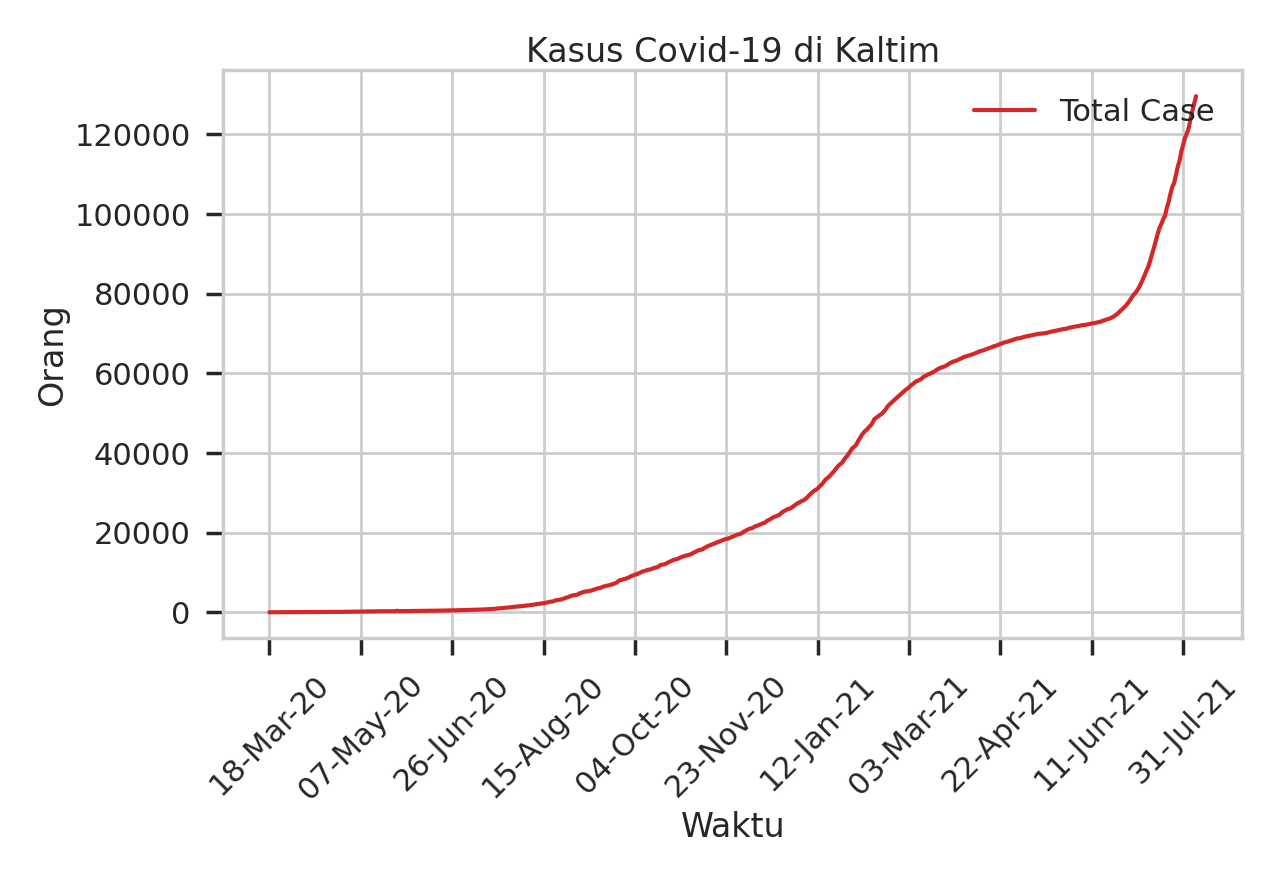 Kasus Covid-19 di Kaltim
Total Case
120000
100000
80000
60000
40000
20000
0
Orang
18-Mar-20
07-May-20
26-Jun-20
15-Aug-20
04-Oct-20
23-Nov-20
12-Jan-21
03-Mar-21
22-Apr-21
11-Jun-21
31-Jul-21
Waktu